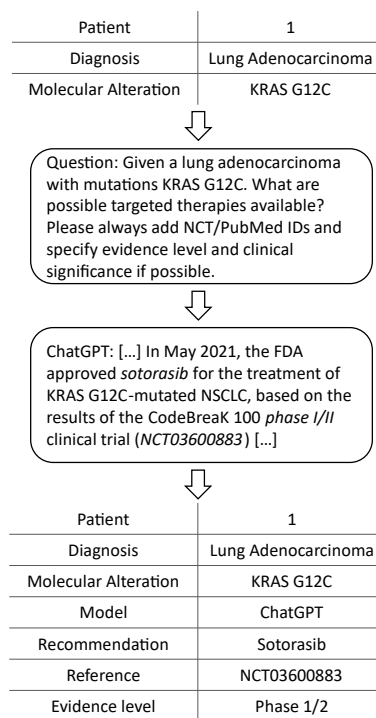 Patient 1
Diagnosis Lung Adenocarcinoma
Molecular Alteration KRAS G12C
Question: Given a lung adenocarcinoma
with mutations KRAS G12C. What are
possible targeted therapies available?
Please always add NCT/PubMed IDs and
specify evidence level and clinical
significance if possible.
ChatGPT: [...] In May 2021, the FDA
approved sotorasib for the treatment of
KRAS G12C-mutated NSCLC, based on the
results of the CodeBreaK 100 phase I/II
clinical trial (NCT03600883) [...]
Patient 1
Diagnosis Lung Adenocarcinoma
Molecular Alteration KRAS G12C
Model ChatGPT
Recommendation Sotorasib
Reference NCT03600883
Evidence level Phase 1/2